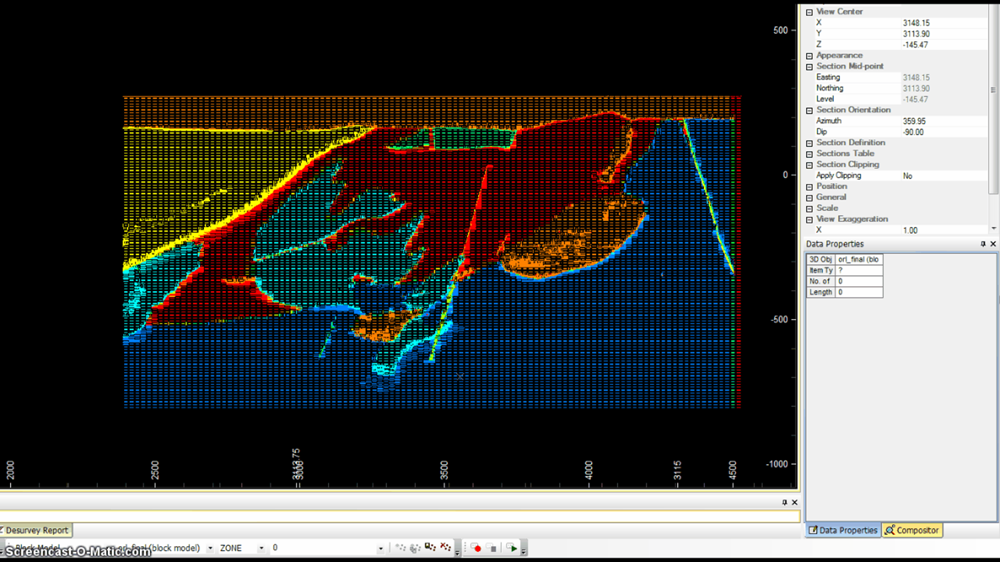 View Center
X 3148.15
Y 3113.90
Z -145.47
Appearance
Section Mid-point
Easting 3148.15
Northing 3113.90
Level -145.47
Section Orientation
Azimuth 359.95
Dip -90.00
Section Definition
Sections Table
Section Clipping
Apply Clipping No
Position
General
Scale
View Exaggeration
X 1.00
Data Properties
3D Obj orl_final (blo
Item Ty ?
No. of 0
Length 0
500
0
-500
-1000
2000
2500
3000
3500
4000
3115
4500
Desurvey Report
Data Properties Compositor
Block Model orl_final (block model) ZONE 0
Screencast-O-Matic.com